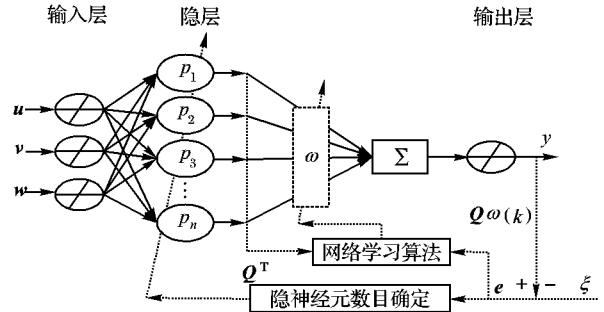 输入层 隐层 输出层
p1
u p2 y
v p3 ω Σ
w ⋮
pn Qω(k)
网络学习算法
Q^T e + − ξ
隐神经元数目确定